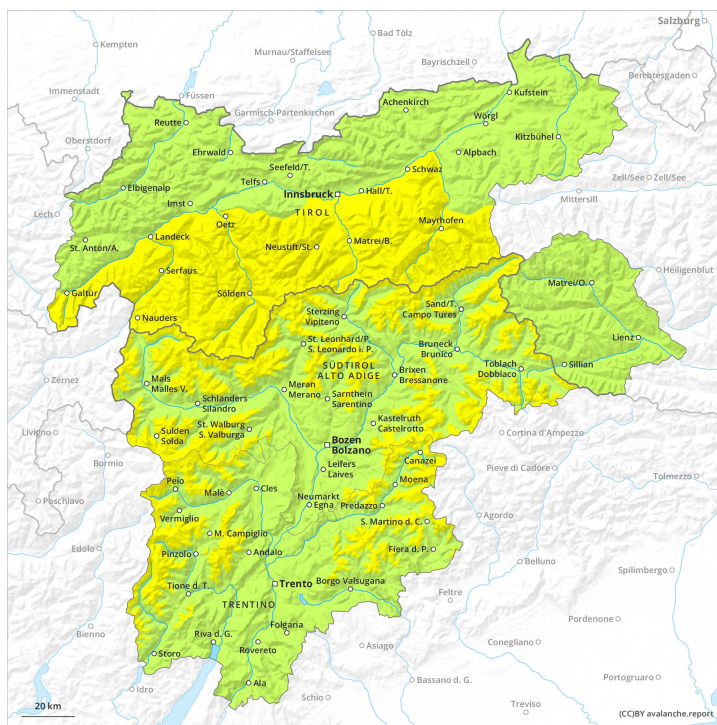 Salzburg
Bad Tölz
Kempten
Murnau/Staffelsee
Bayrischzell
Berchtesgaden
Immenstadt
Füssen
Garmisch-Partenkirchen
Achenkirch
Kufstein
Reutte
Wörgl
Oberstdorf
Ehrwald
Kitzbühel
Seefeld/T.
Alpbach
Schwaz
Elbigenalp
Telfs
Innsbruck
Hall/T.
Zell/See
Zell/See
Imst
Mittersill
Lech
TIROL
Oetz
Mayrhofen
St. Anton/A.
Landeck
Neustift/St.
Matrei/B.
Serfaus
Heiligenblut
Galtür
Sölden
Matrei/O.
Nauders
Sterzing
Vipiteno
Sand/T.
Campo Tures
St. Leonhard/P.
S. Leonardo i. P.
Bruneck
Brunico
Lienz
Zernez
Mals
Malles V.
SÜDTIROL
ALTO ADIGE
Brixen
Bressanone
Toblach
Dobbiaco
Sillian
Meran
Merano
Schlanders
Silandro
Sarnthein
Sarentino
St. Walburg
S. Valburga
Kastelruth
Castelrotto
Livigno
Sulden
Solda
Bozen
Bolzano
Cortina d'Ampezzo
Bormio
Canazei
Leifers
Laives
Pieve di Cadore
Tolmezzo
Peio
Moena
Poschiavo
Malè
Cles
Neumarkt
Egna
Predazzo
Vermiglio
Agordo
S. Martino d. C.
M. Campiglio
Edolo
Pinzolo
Andalo
Fiera d. P.
Belluno
Spilimbergo
Tione d. T.
Trento
Borgo Valsugana
Feltre
TRENTINO
Bienno
Folgaria
Pordenone
Riva d. G.
Rovereto
Asiago
Conegliano
Storo
Portogruaro
Idro
Ala
Bassano d. G.
Schio
Treviso
20 km
(CC)BY avalanche.report